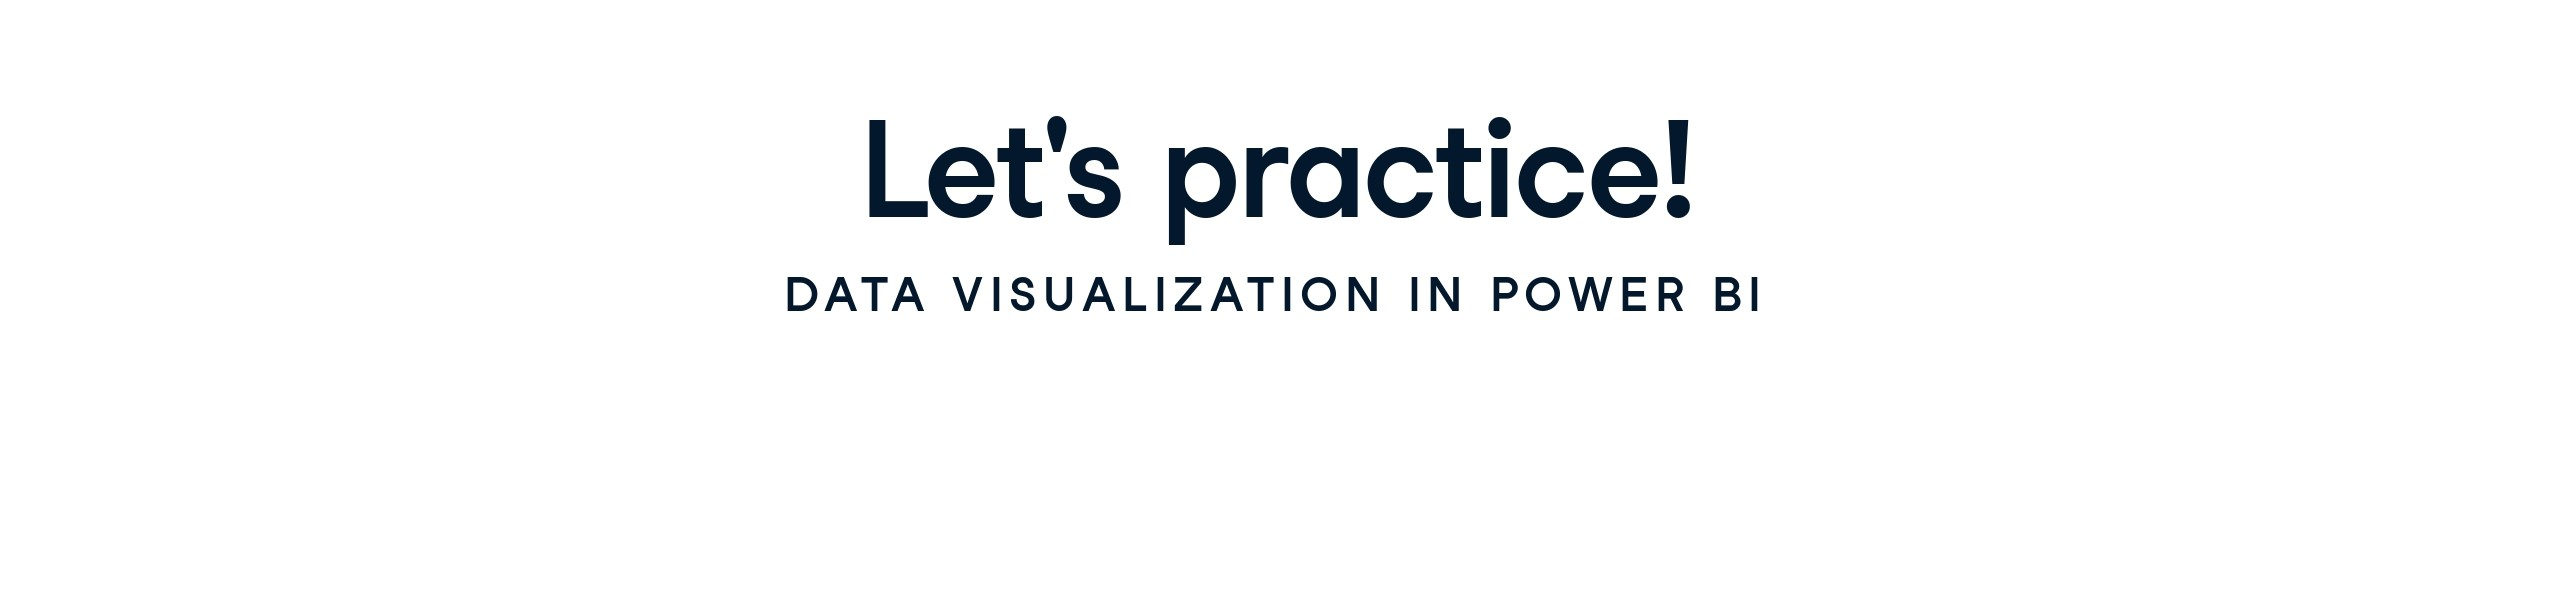 Let's practice!
DATA VISUALIZATION IN POWER BI